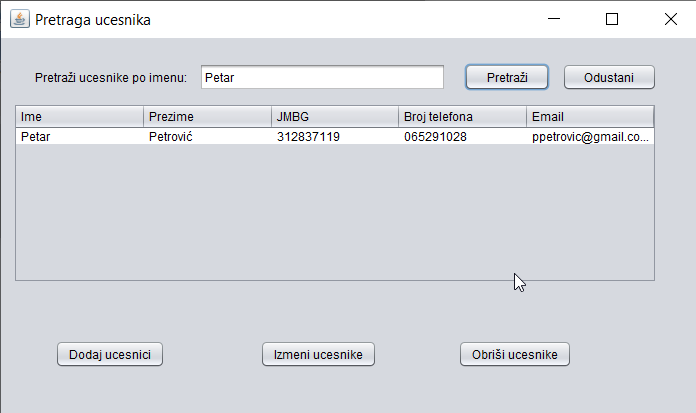 Pretraga ucesnika
Pretraži ucesnike po imenu: Petar Pretraži Odustani
Ime Prezime JMBG Broj telefona Email
Petar Petrović 312837119 065291028 ppetrovic@gmail.co...
Dodaj ucesnici Izmeni ucesnike Obriši ucesnike